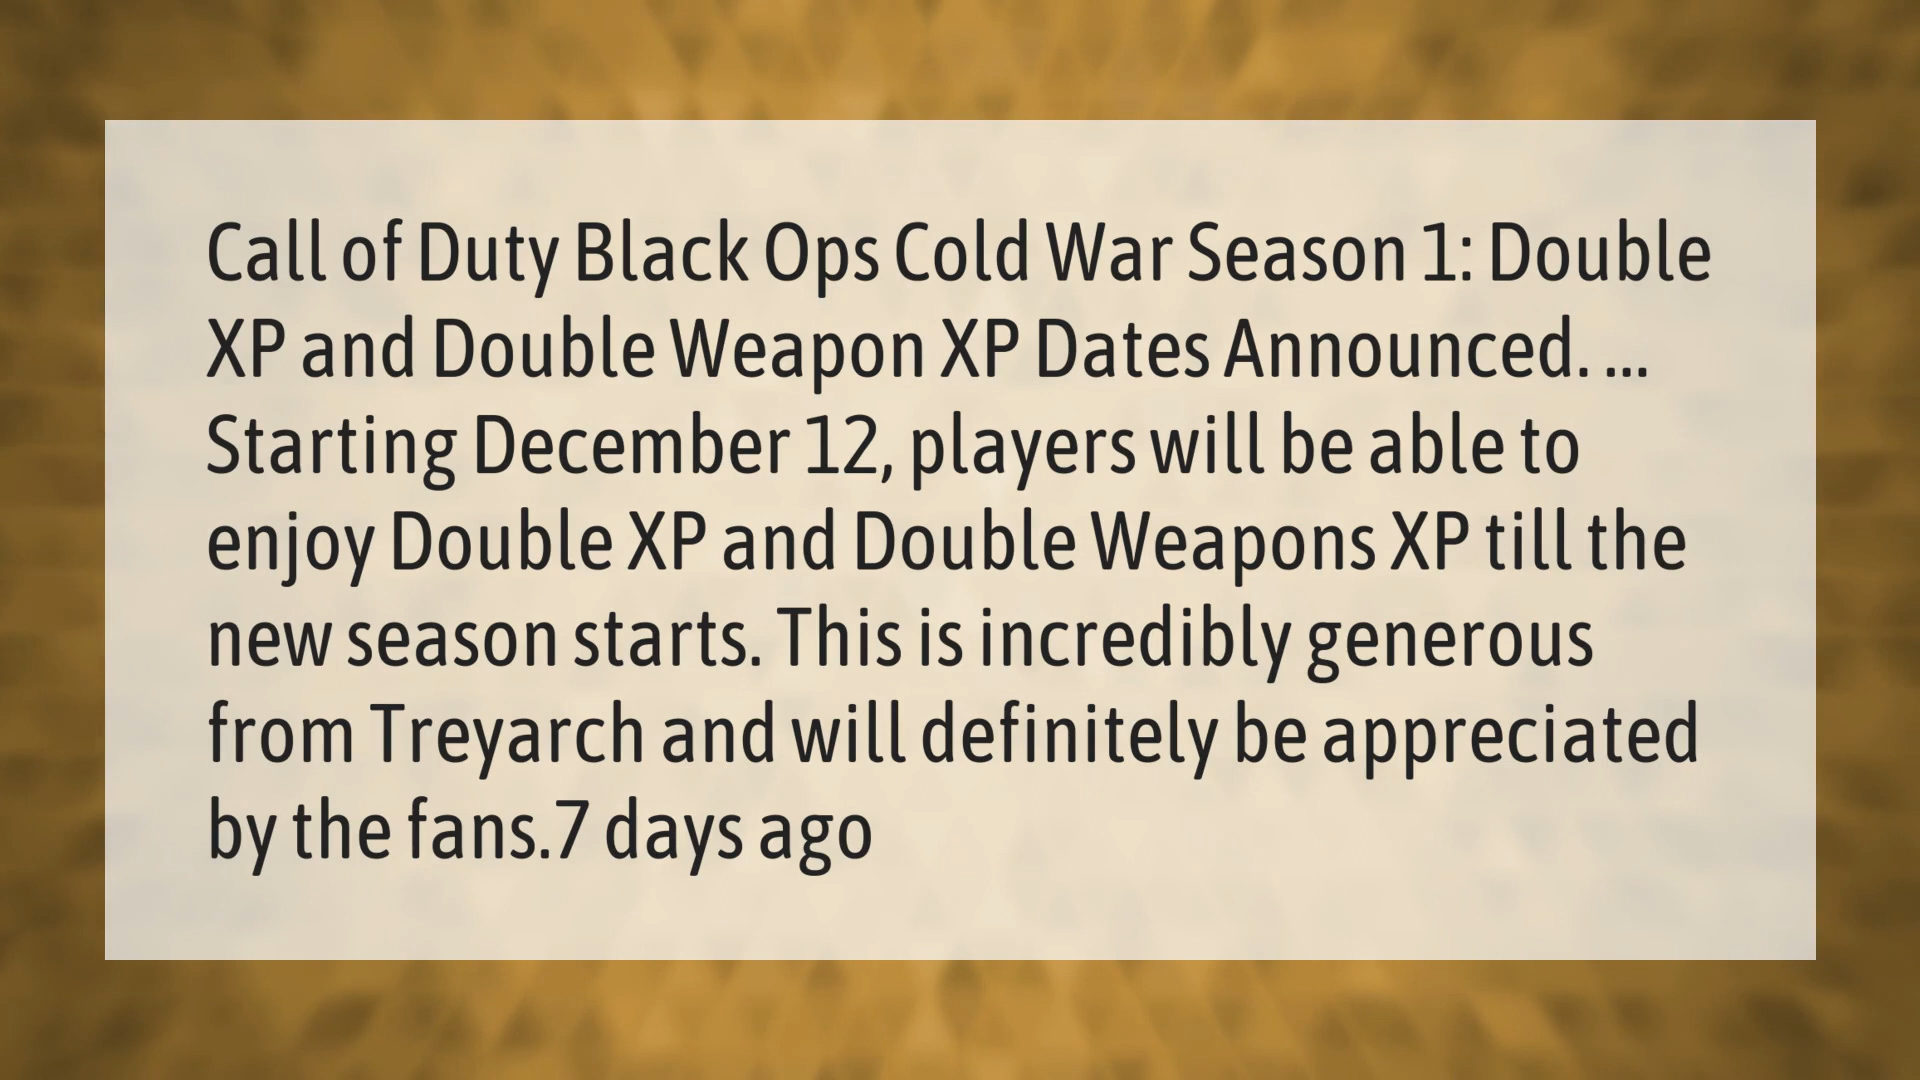 Call of Duty Black Ops Cold War Season 1: Double
XP and Double Weapon XP Dates Announced. ...
Starting December 12, players will be able to
enjoy Double XP and Double Weapons XP till the
new season starts. This is incredibly generous
from Treyarch and will definitely be appreciated
by the fans.7 days ago